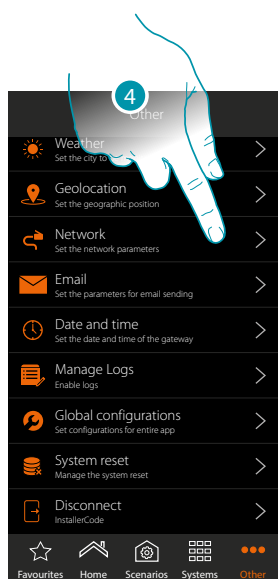 4
Other
Weather
Set the city to
Geolocation
Set the geographic position
Network
Set the network parameters
Email
Set the parameters for email sending
Date and time
Set the date and time of the gateway
Manage Logs
Enable logs
Global configurations
Set configurations for entire app
System reset
Manage the system reset
Disconnect
InstallerCode
Favourites Home Scenarios Systems Other